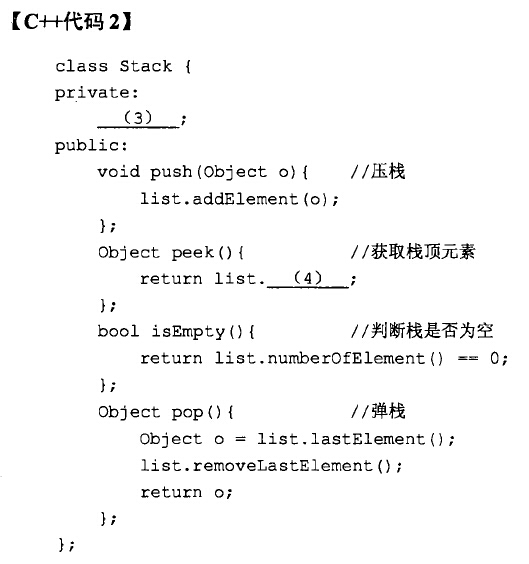 【C++代码2】
class Stack {
private:
(3) ;
public:
void push(Object o){ //压栈
list.addElement(o);
};
Object peek(){ //获取栈顶元素
return list. (4) ;
};
bool isEmpty(){ //判断栈是否为空
return list.numberOfElement() == 0;
};
Object pop(){ //弹栈
Object o = list.lastElement();
list.removeLastElement();
return o;
};
};